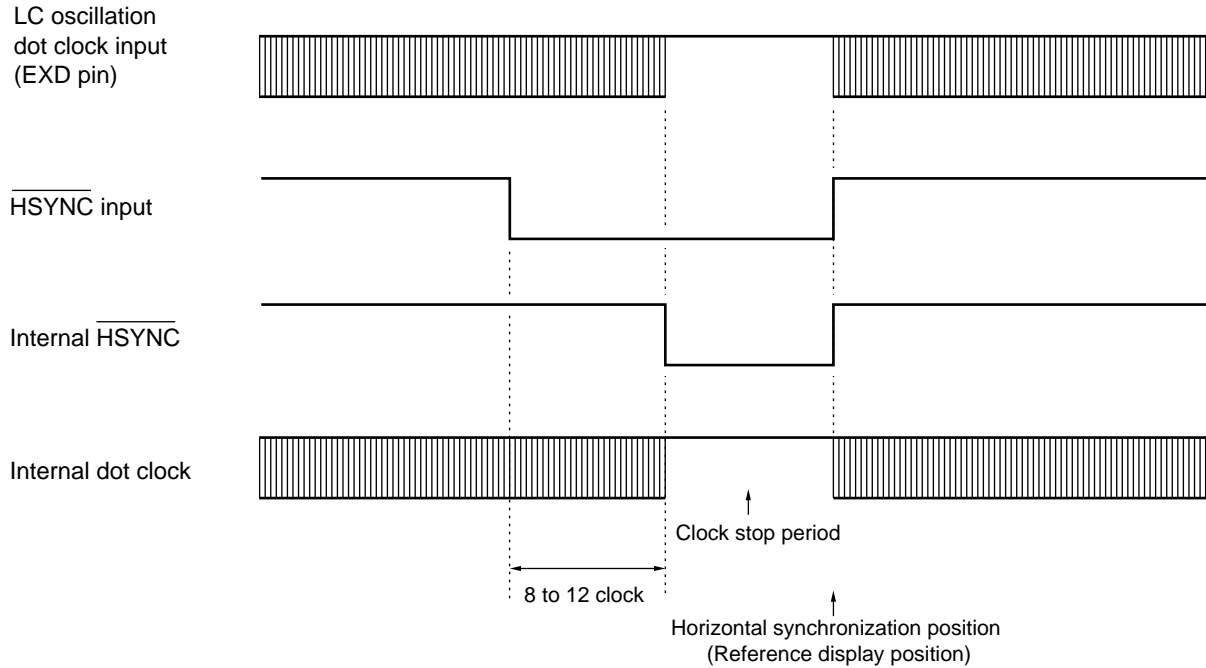 LC oscillation
dot clock input
(EXD pin)
HSYNC input
Internal HSYNC
Internal dot clock
Clock stop period
8 to 12 clock
Horizontal synchronization position
(Reference display position)